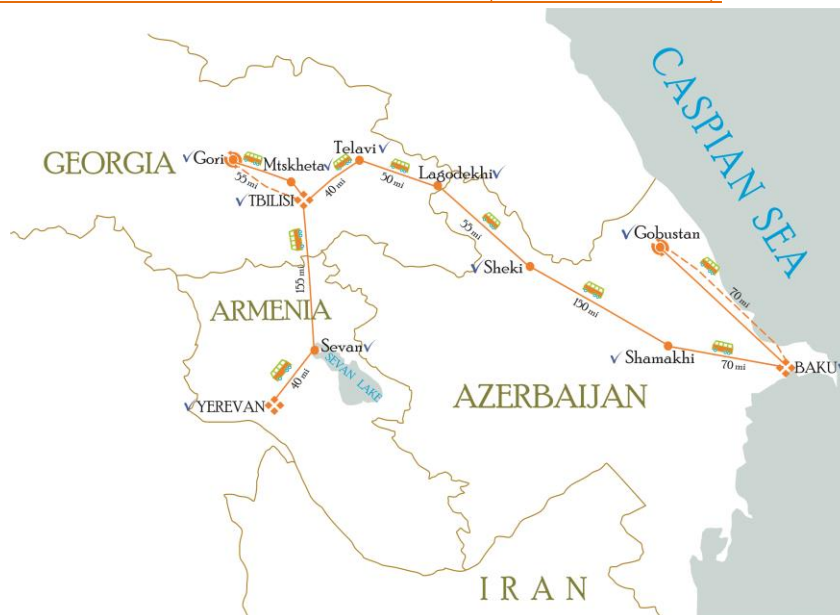 CASPIAN SEA
Telavi
Gori
GEORGIA
Mtskheta
Lagodekhi
55 mi
50 mi
40 mi
TBILISI
55 mi
Gobustan
Sheki
155 mi
70 mi
150 mi
ARMENIA
Sevan
SEVAN LAKE
Shamakhi
70 mi
BAKU
40 mi
YEREVAN
AZERBAIJAN
IRAN